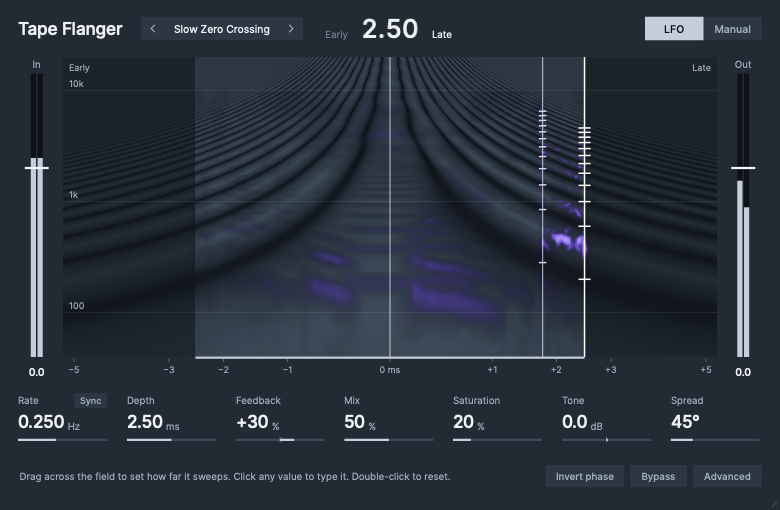 Tape Flanger
Slow Zero Crossing
Early 2.50 Late
LFO Manual
In
Early
Late
Out
10k
1k
100
0.0
−5 −3 −2 −1 0 ms +1 +2 +3 +5
0.0
Rate Sync Depth Feedback Mix Saturation Tone Spread
0.250 Hz 2.50 ms +30 % 50 % 20 % 0.0 dB 45°
Drag across the field to set how far it sweeps. Click any value to type it. Double-click to reset.
Invert phase Bypass Advanced